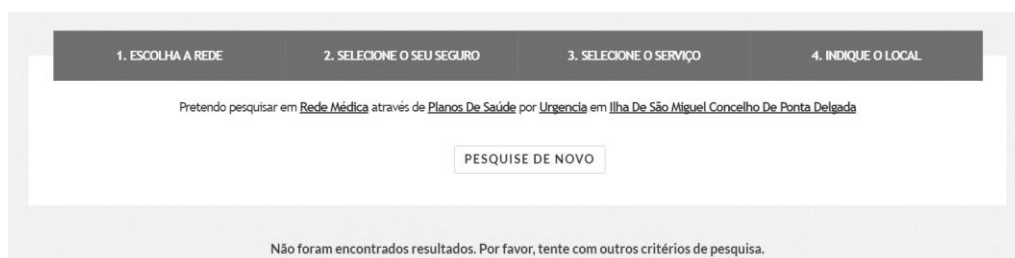 1. ESCOLHA A REDE 2. SELECIONE O SEU SEGURO 3. SELECIONE O SERVIÇO 4. INDIQUE O LOCAL
Pretendo pesquisar em Rede Médica através de Planos De Saúde por Urgencia em Ilha De São Miguel Concelho De Ponta Delgada
PESQUISE DE NOVO
Não foram encontrados resultados. Por favor, tente com outros critérios de pesquisa.